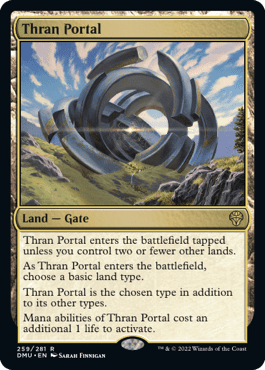 Thran Portal
Land — Gate
Thran Portal enters the battlefield tapped
unless you control two or fewer other lands.
As Thran Portal enters the battlefield,
choose a basic land type.
Thran Portal is the chosen type in addition
to its other types.
Mana abilities of Thran Portal cost an
additional 1 life to activate.
259/281 R
DMU • EN Sarah Finnigan
™ & © 2022 Wizards of the Coast